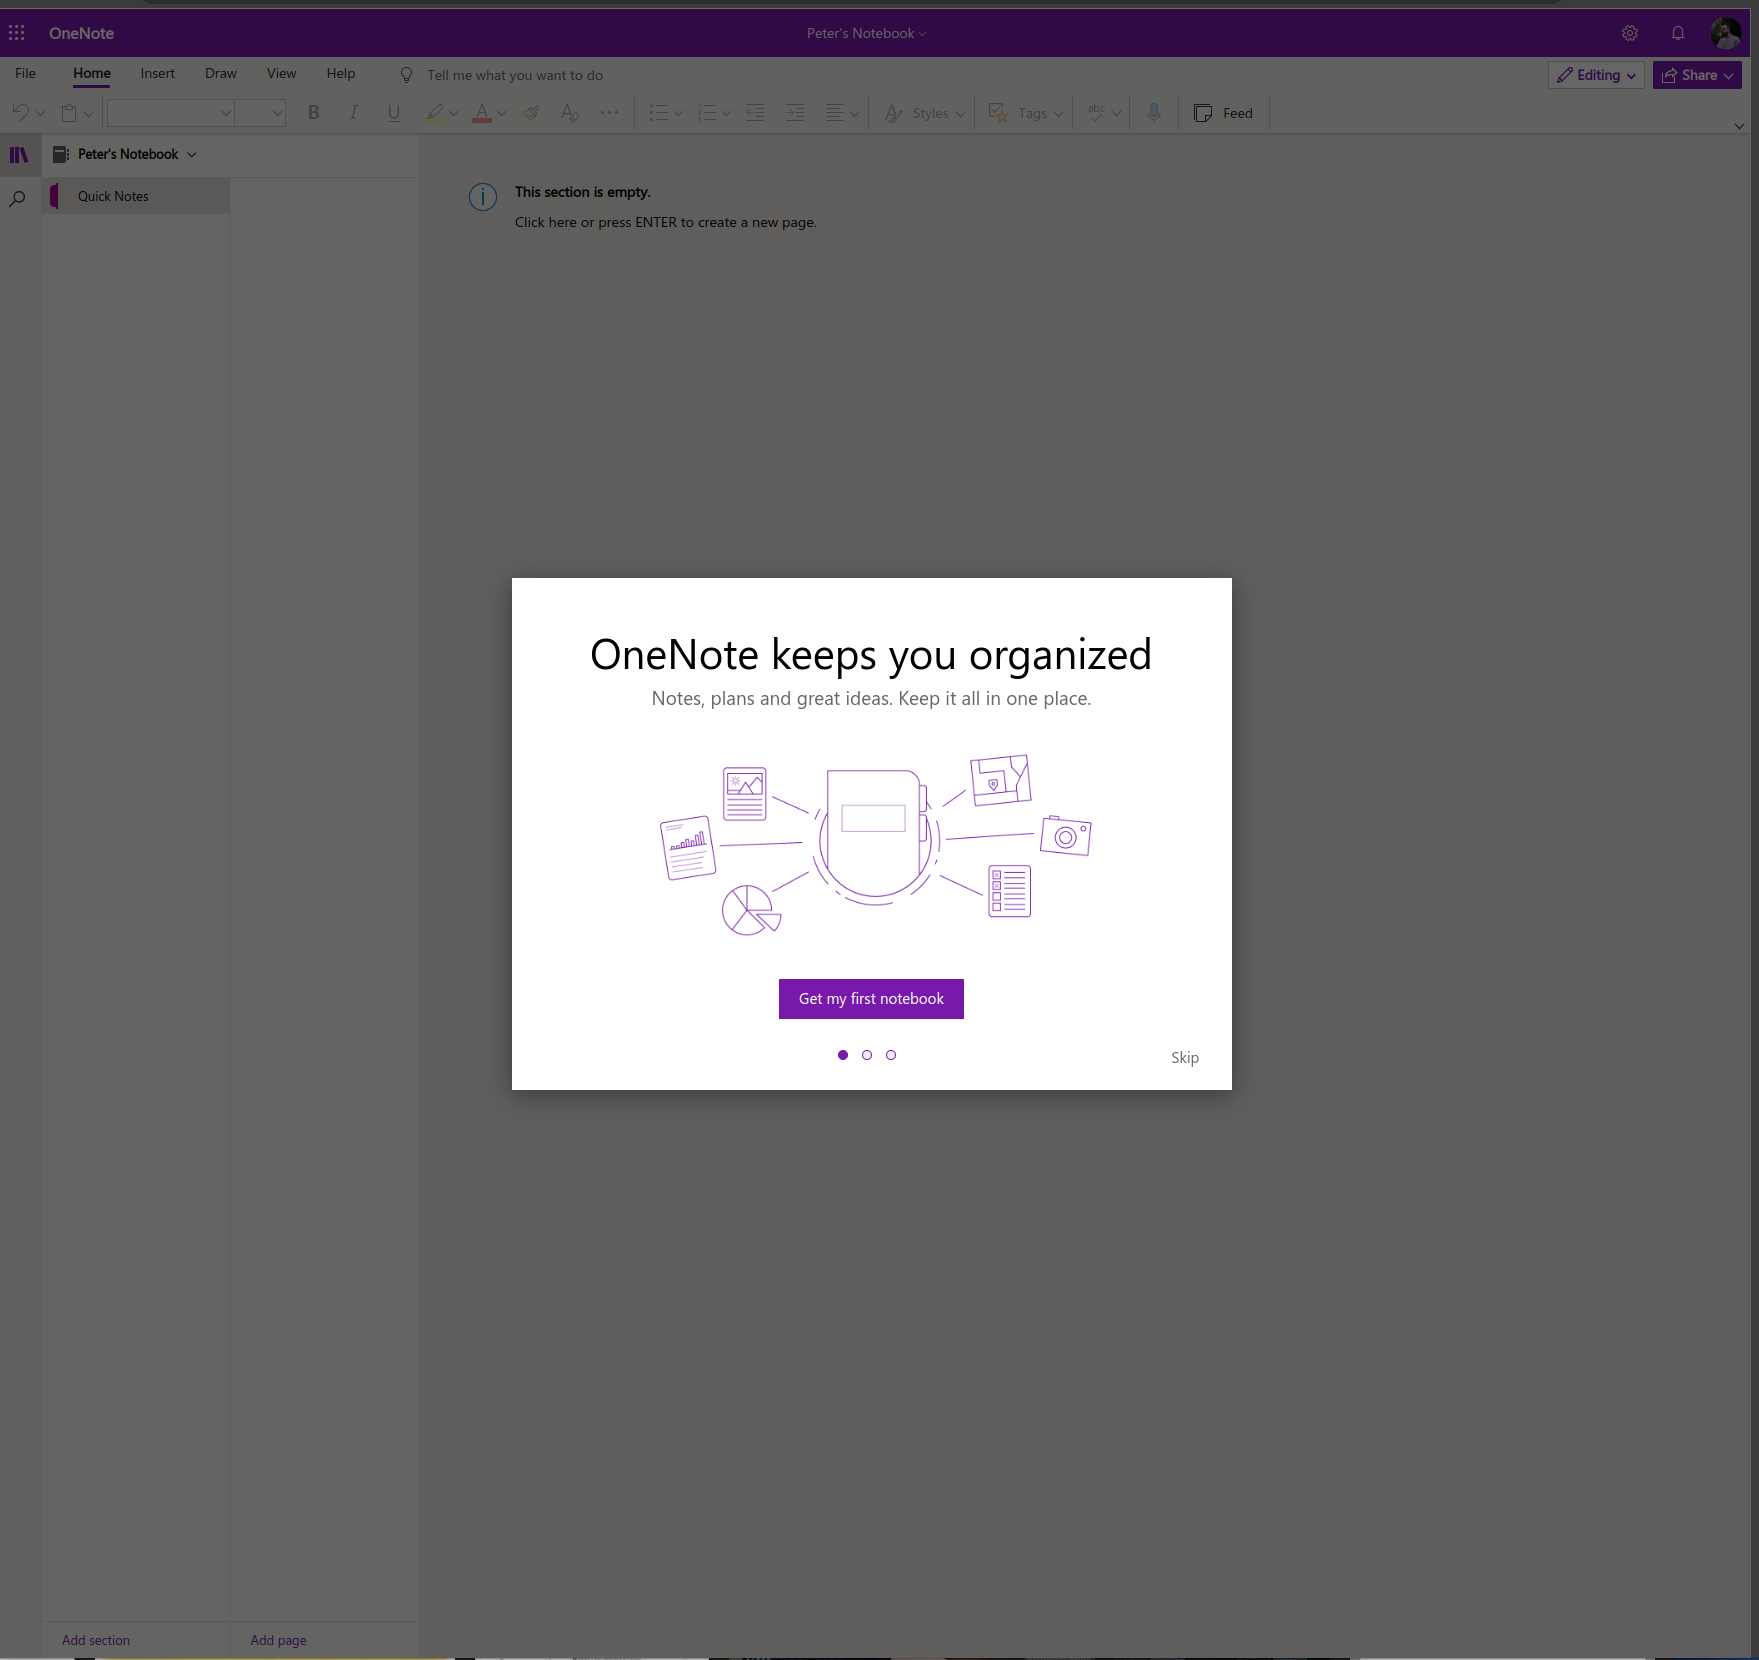 OneNote
Peter's Notebook
File Home Insert Draw View Help Tell me what you want to do
Editing Share
B I U A A abc Styles Tags Feed
Peter's Notebook
Quick Notes
This section is empty.
Click here or press ENTER to create a new page.
OneNote keeps you organized
Notes, plans and great ideas. Keep it all in one place.
Get my first notebook
Skip
Add section Add page